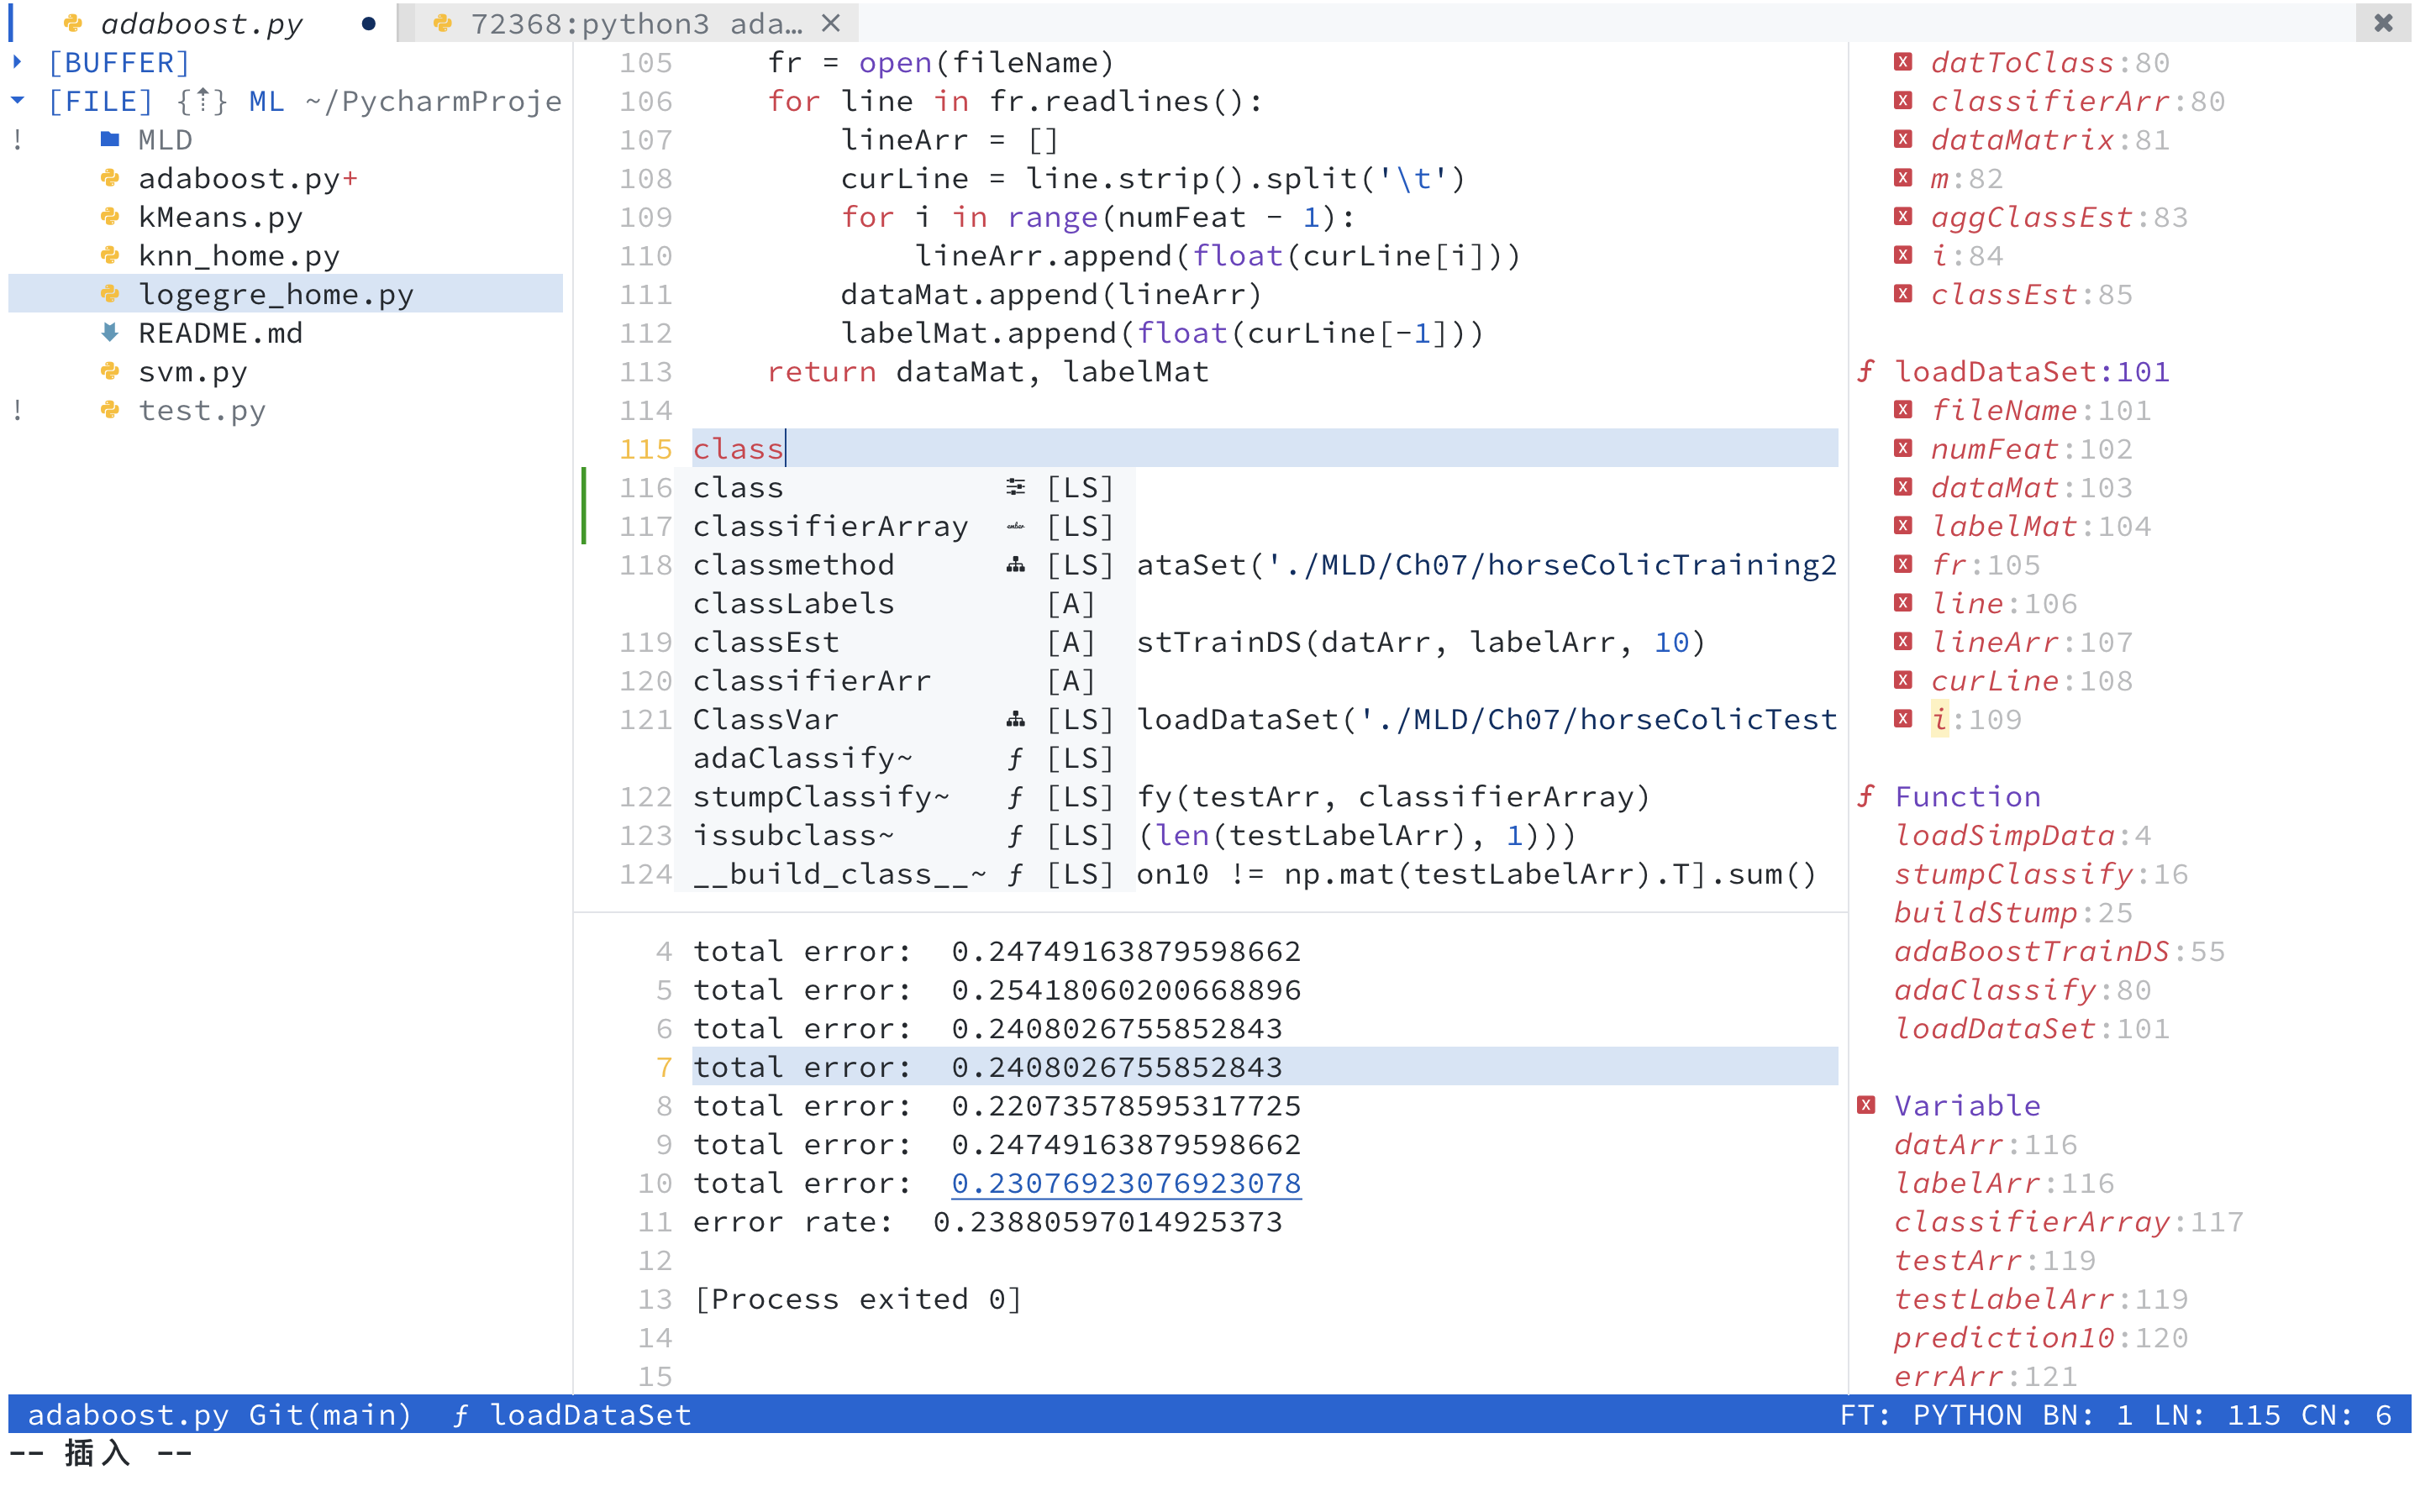 adaboost.py ● 72368:python3 ada… ✕ ✖
[BUFFER]
[FILE] {⇡} ML ~/PycharmProje
! MLD
adaboost.py+
kMeans.py
knn_home.py
logegre_home.py
README.md
svm.py
! test.py
105 fr = open(fileName)
106 for line in fr.readlines():
107 lineArr = []
108 curLine = line.strip().split('\t')
109 for i in range(numFeat - 1):
110 lineArr.append(float(curLine[i]))
111 dataMat.append(lineArr)
112 labelMat.append(float(curLine[-1]))
113 return dataMat, labelMat
114
115 class
116 class [LS]
117 classifierArray [LS]
118 classmethod [LS] ataSet('./MLD/Ch07/horseColicTraining2
classLabels [A]
119 classEst [A] stTrainDS(datArr, labelArr, 10)
120 classifierArr [A]
121 ClassVar [LS] loadDataSet('./MLD/Ch07/horseColicTest
adaClassify~ ƒ [LS]
122 stumpClassify~ ƒ [LS] fy(testArr, classifierArray)
123 issubclass~ ƒ [LS] (len(testLabelArr), 1)))
124 __build_class__~ ƒ [LS] on10 != np.mat(testLabelArr).T].sum()
4 total error: 0.24749163879598662
5 total error: 0.25418060200668896
6 total error: 0.2408026755852843
7 total error: 0.2408026755852843
8 total error: 0.22073578595317725
9 total error: 0.24749163879598662
10 total error: 0.23076923076923078
11 error rate: 0.23880597014925373
12
13 [Process exited 0]
14
15
datToClass:80
classifierArr:80
dataMatrix:81
m:82
aggClassEst:83
i:84
classEst:85
ƒ loadDataSet:101
fileName:101
numFeat:102
dataMat:103
labelMat:104
fr:105
line:106
lineArr:107
curLine:108
i:109
ƒ Function
loadSimpData:4
stumpClassify:16
buildStump:25
adaBoostTrainDS:55
adaClassify:80
loadDataSet:101
Variable
datArr:116
labelArr:116
classifierArray:117
testArr:119
testLabelArr:119
prediction10:120
errArr:121
adaboost.py Git(main) ƒ loadDataSet FT: PYTHON BN: 1 LN: 115 CN: 6
-- 插入 --